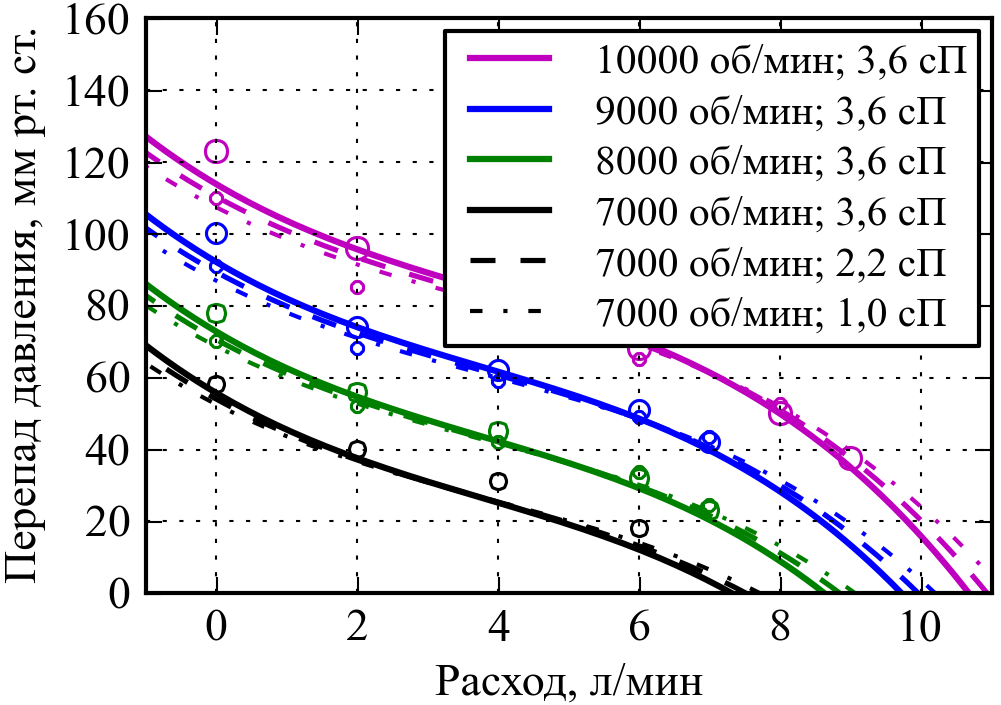 Перепад давления, мм рт. ст.
160
140
120
100
80
60
40
20
0
10000 об/мин; 3,6 сП
9000 об/мин; 3,6 сП
8000 об/мин; 3,6 сП
7000 об/мин; 3,6 сП
7000 об/мин; 2,2 сП
7000 об/мин; 1,0 сП
0 2 4 6 8 10
Расход, л/мин